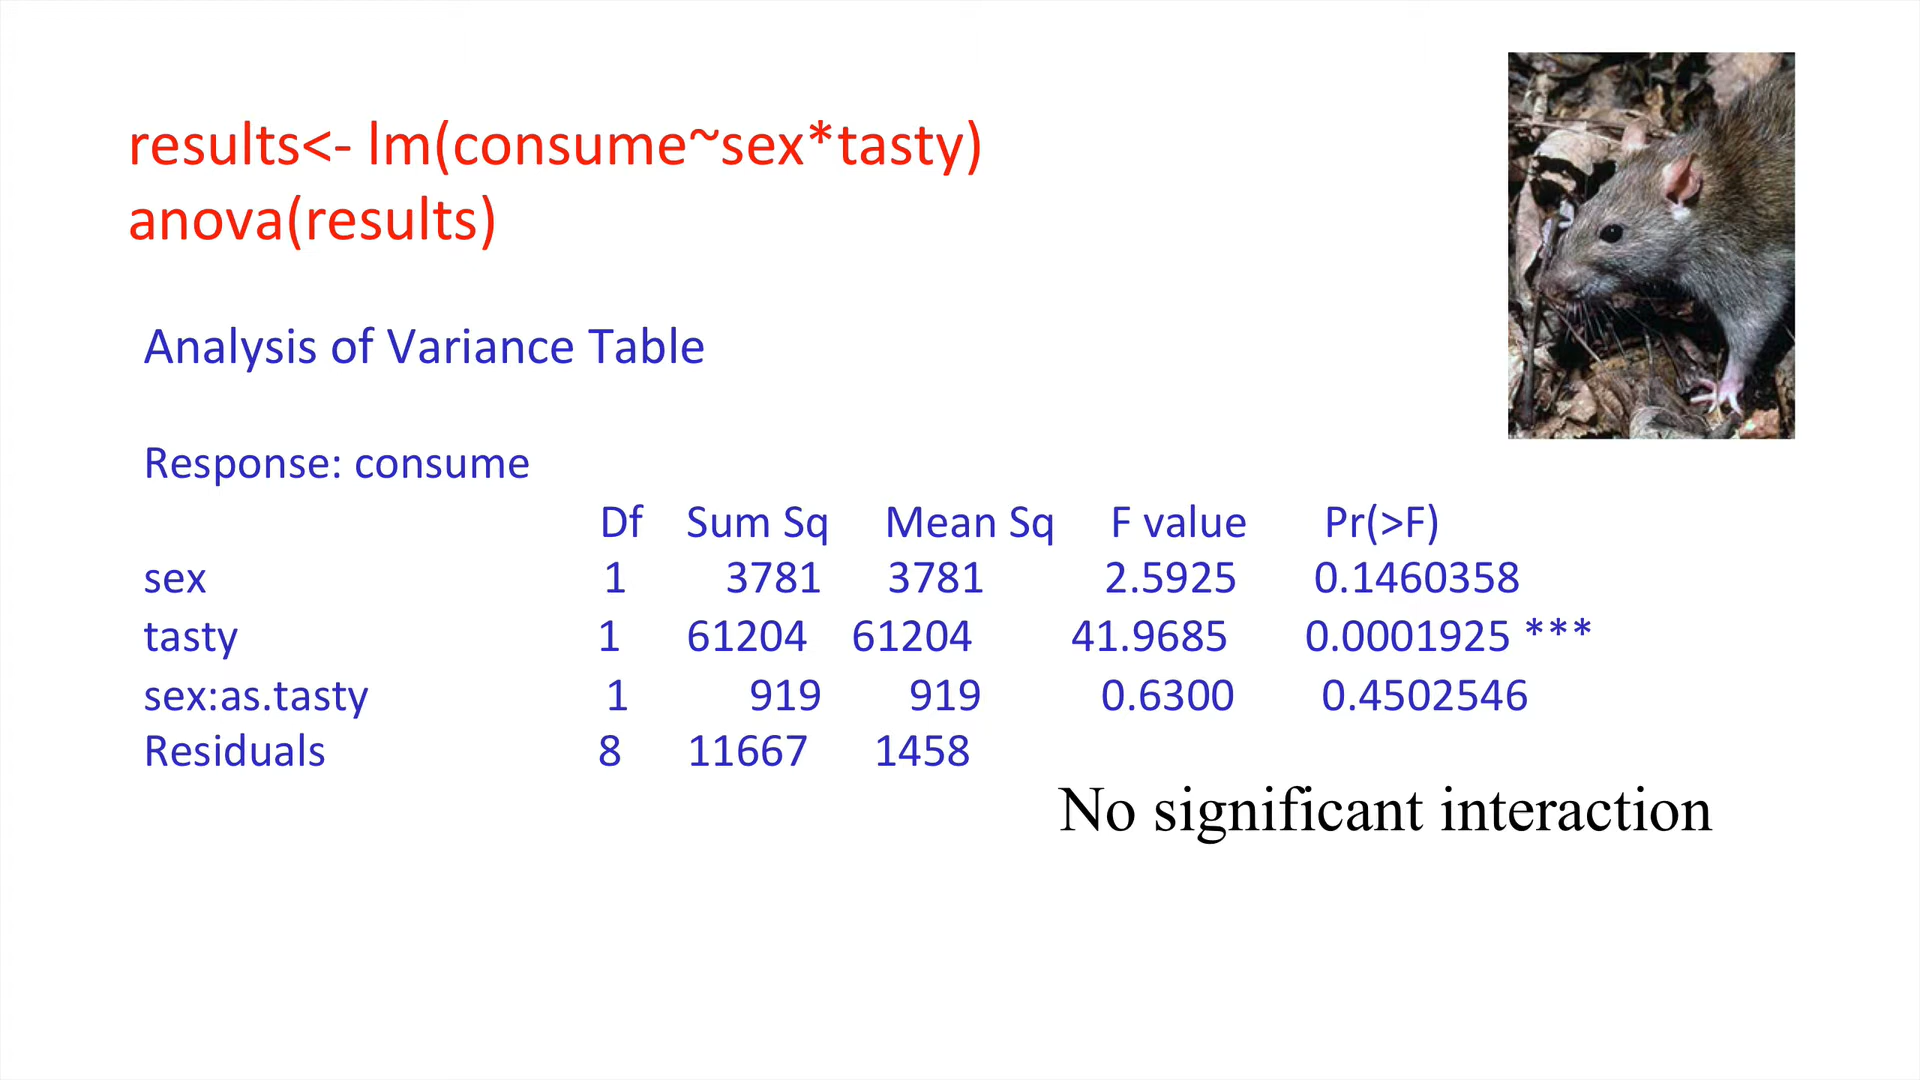 results<- lm(consume~sex*tasty)
anova(results)
Analysis of Variance Table
Response: consume
Df Sum Sq Mean Sq F value Pr(>F)
sex 1 3781 3781 2.5925 0.1460358
tasty 1 61204 61204 41.9685 0.0001925 ***
sex:as.tasty 1 919 919 0.6300 0.4502546
Residuals 8 11667 1458
No significant interaction